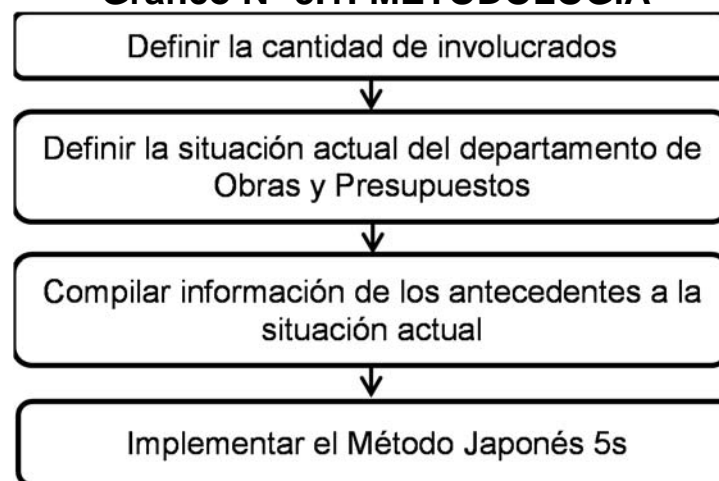 METODOLOGÍA
Definir la cantidad de involucrados
Definir la situación actual del departamento de
Obras y Presupuestos
Compilar información de los antecedentes a la
situación actual
Implementar el Método Japonés 5s